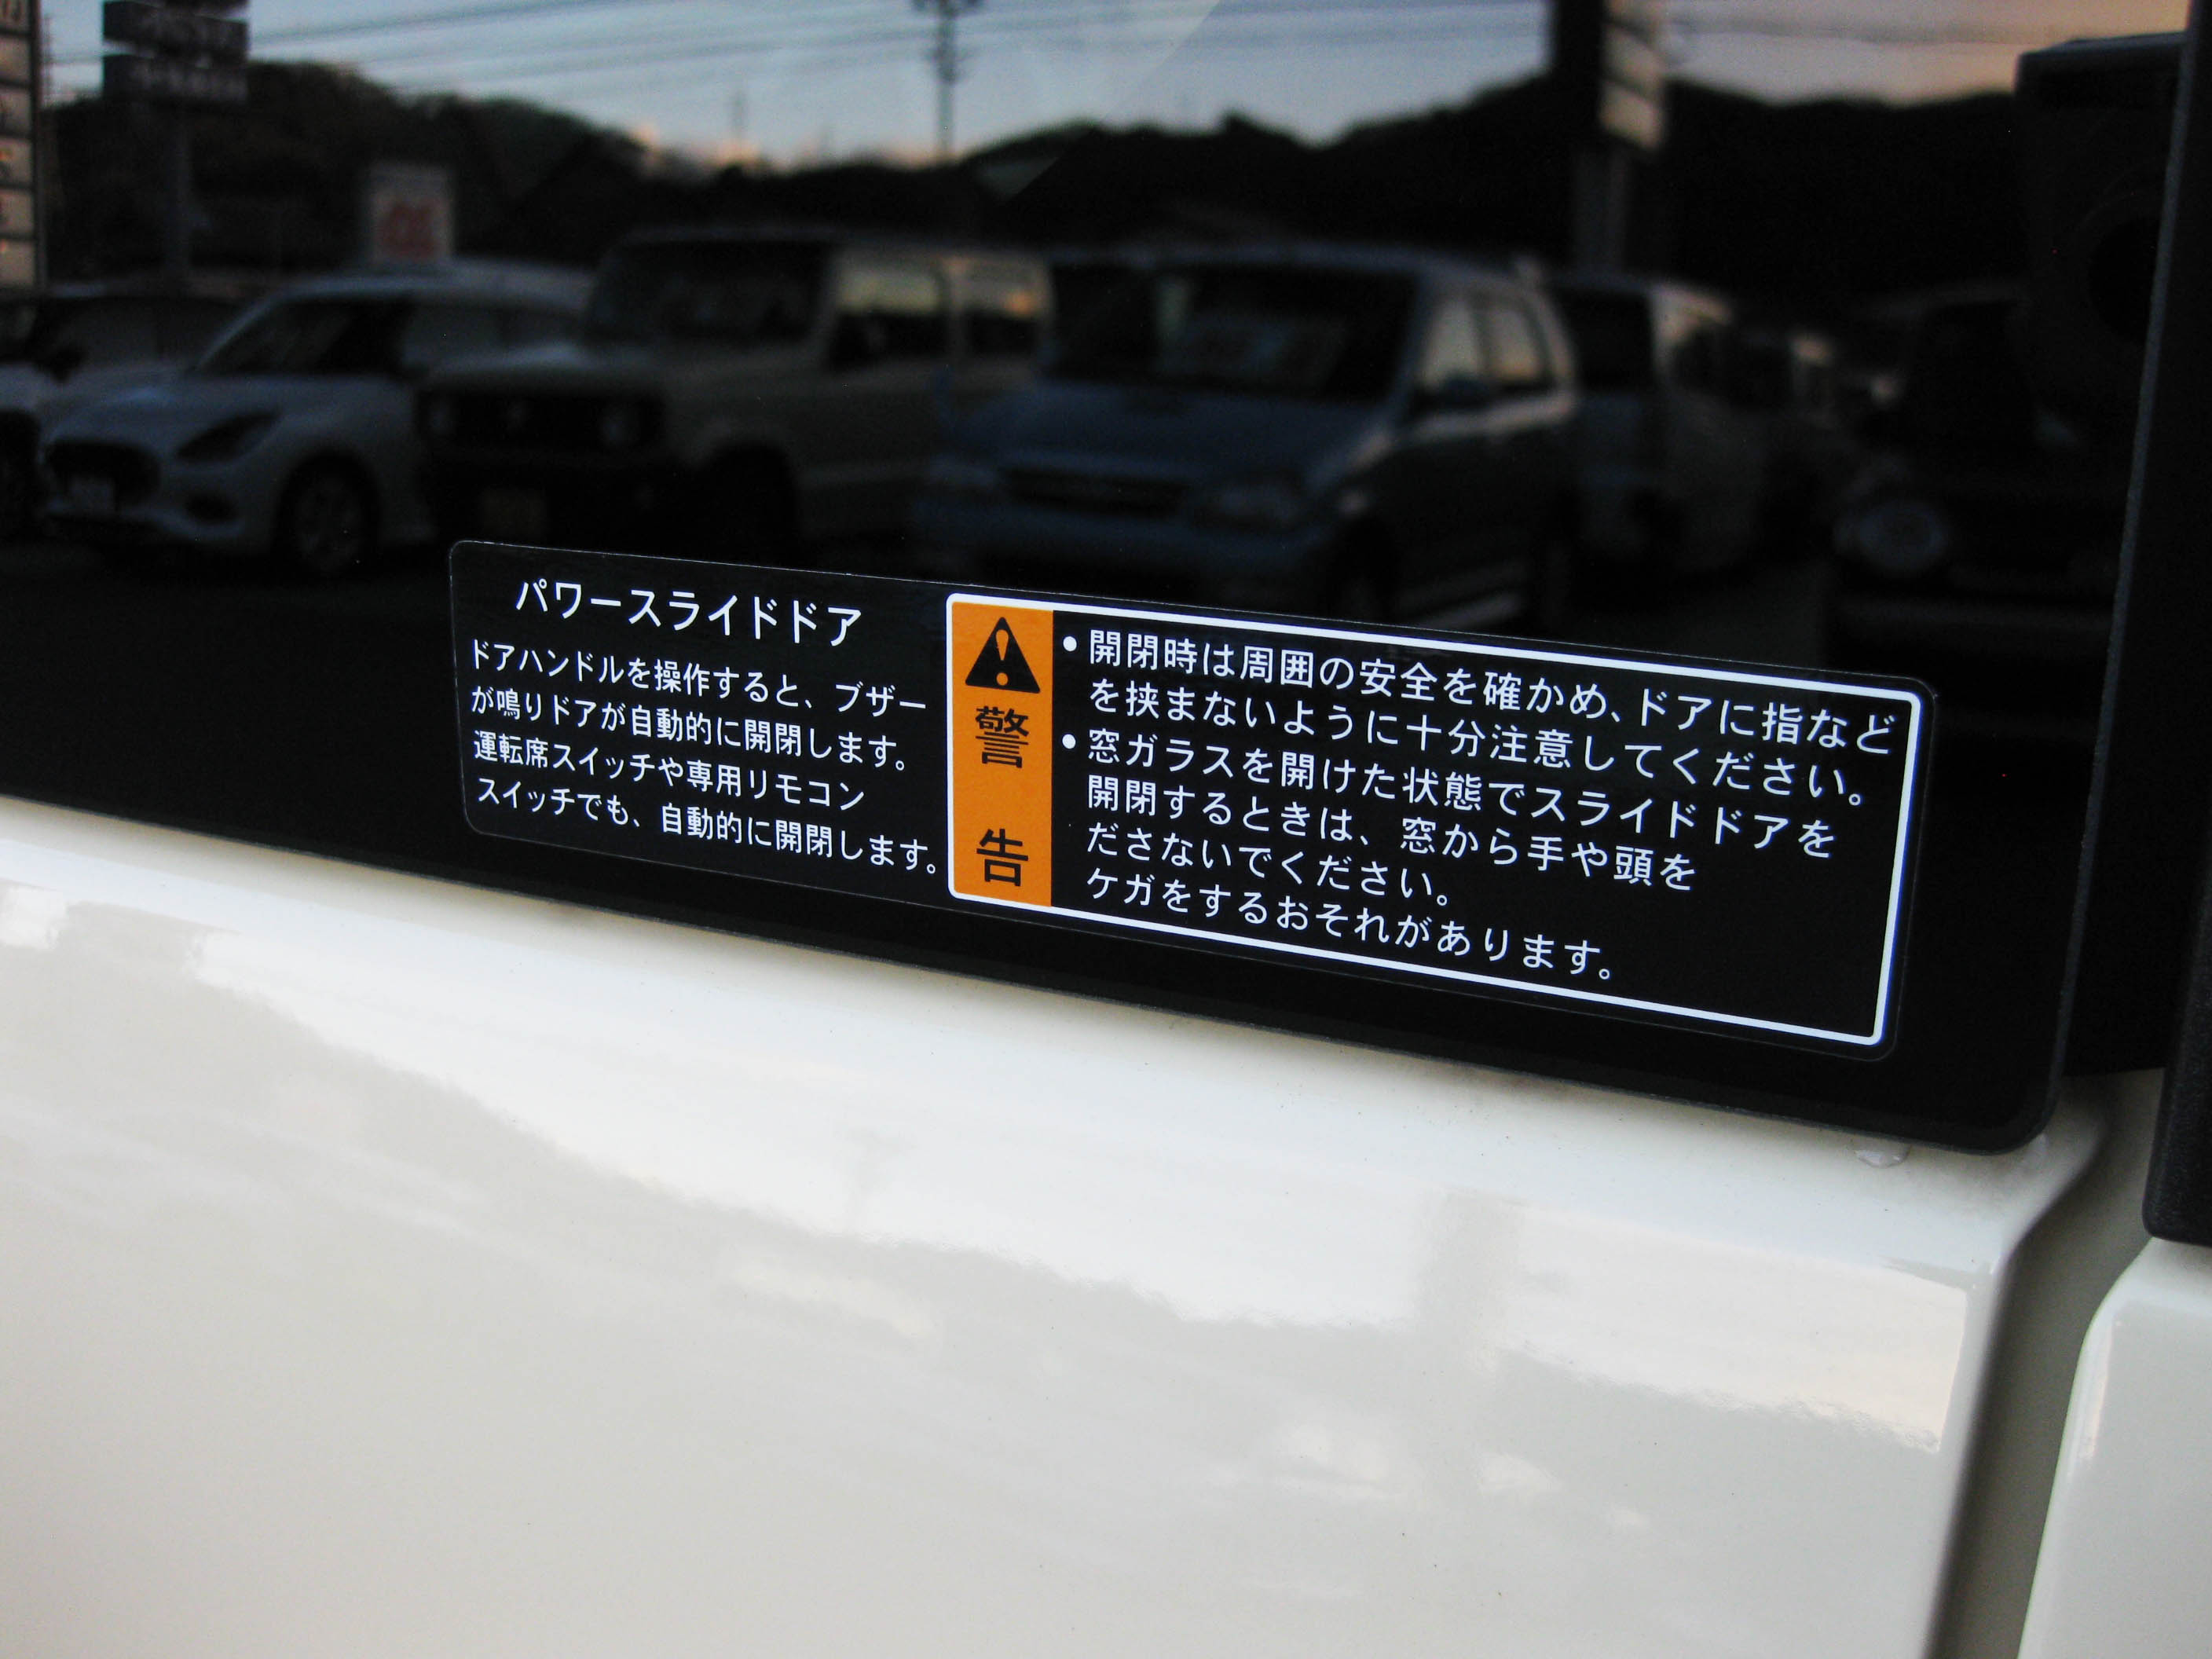 パワースライドドア
ドアハンドルを操作すると、ブザー
が鳴りドアが自動的に開閉します。
運転席スイッチや専用リモコン
スイッチでも、自動的に開閉します。
警告
•開閉時は周囲の安全を確かめ、ドアに指など
を挟まないように十分注意してください。
•窓ガラスを開けた状態でスライドドアを
開閉するときは、窓から手や頭を
ださないでください。
ケガをするおそれがあります。